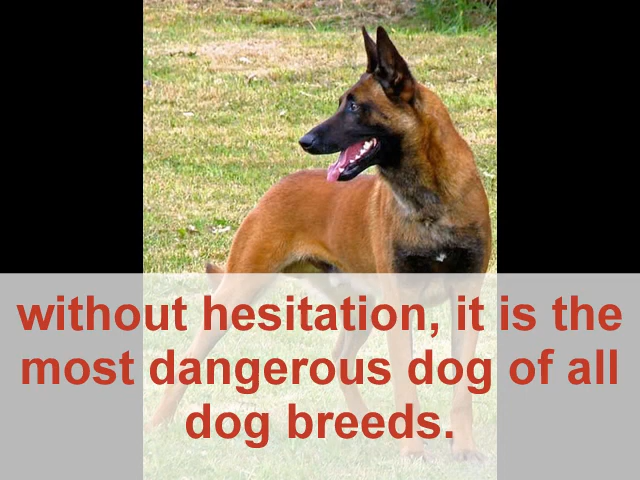 without hesitation, it is the
most dangerous dog of all
dog breeds.